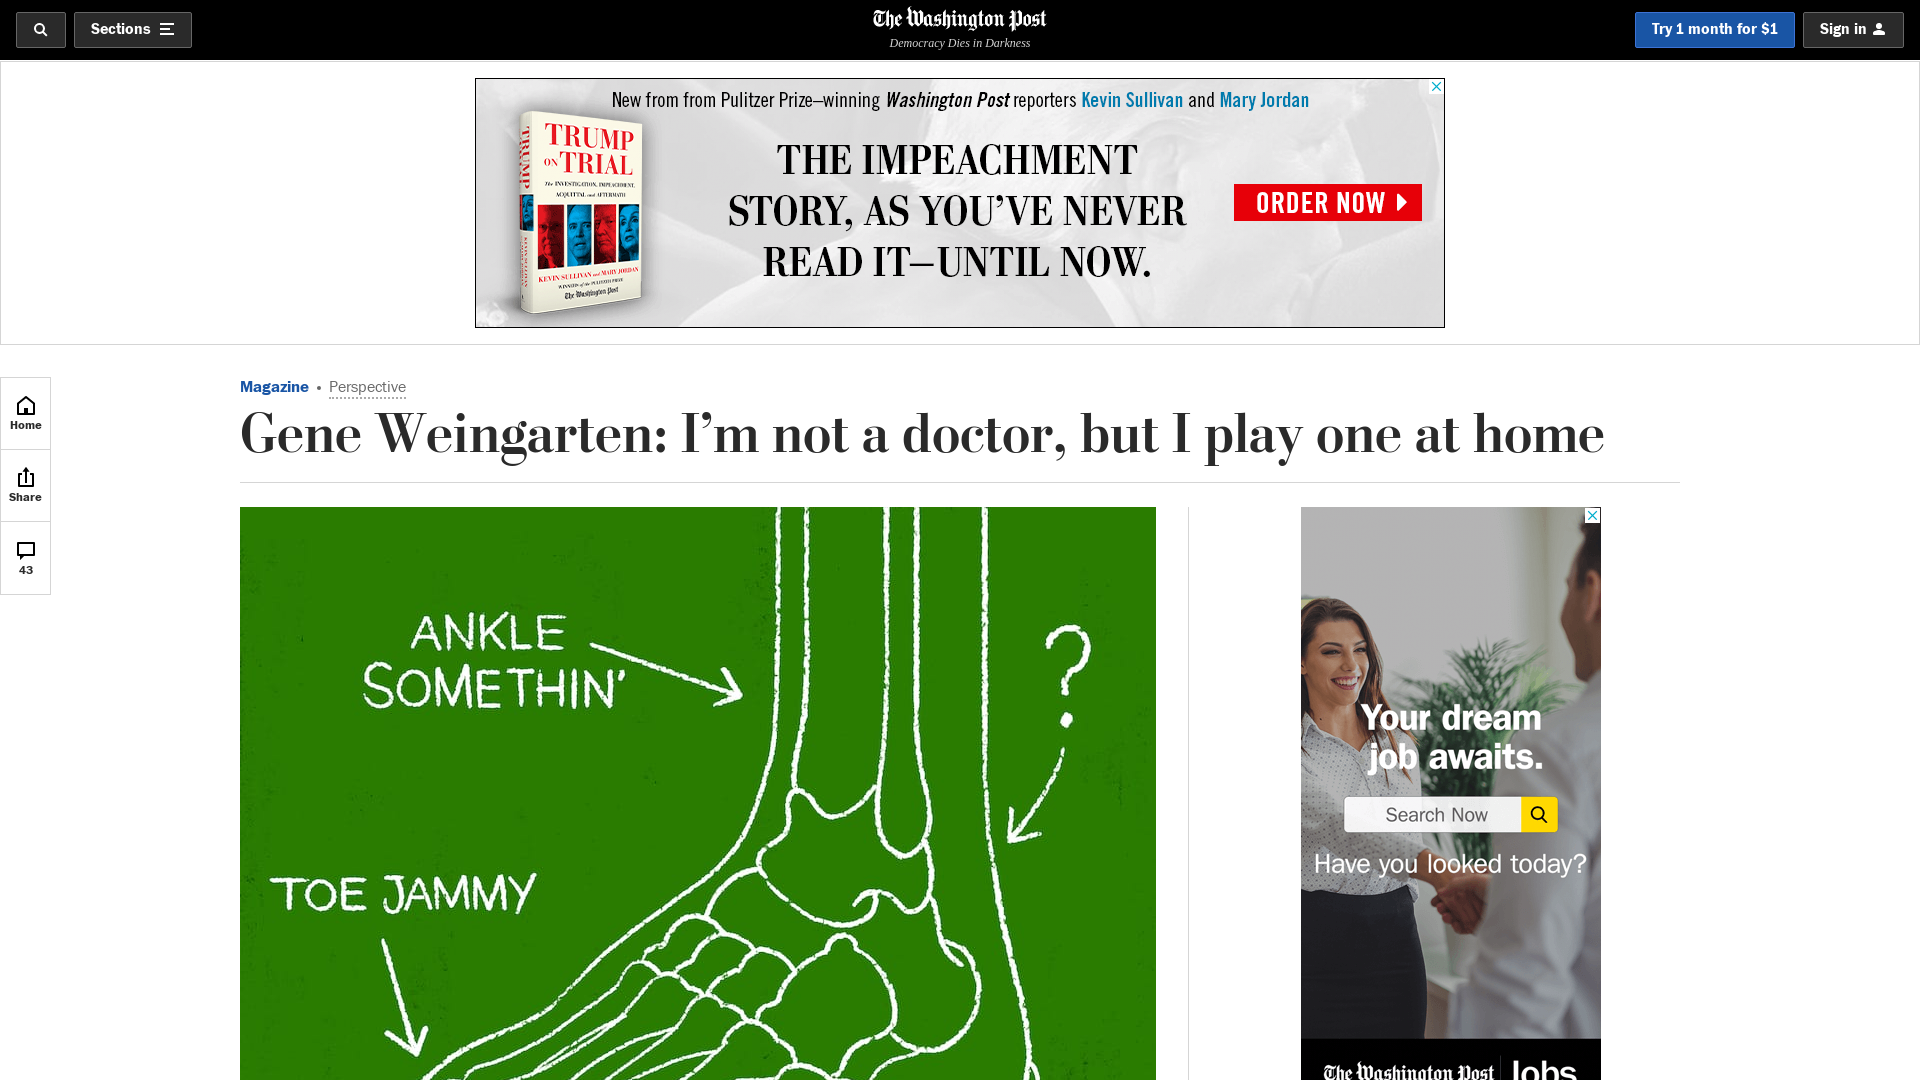 Sections
The Washington Post
Democracy Dies in Darkness
Try 1 month for $1
Sign in
New from from Pulitzer Prize–winning Washington Post reporters Kevin Sullivan and Mary Jordan
TRUMP
TRUMP
ON TRIAL
The INVESTIGATION, IMPEACHMENT,
ACQUITTAL and AFTERMATH
KEVIN SULLIVAN and MARY JORDAN
WINNERS of the PULITZER PRIZE
The Washington Post
THE IMPEACHMENT
STORY, AS YOU’VE NEVER
READ IT—UNTIL NOW.
ORDER NOW
Home
Share
43
Magazine • Perspective
Gene Weingarten: I’m not a doctor, but I play one at home
ANKLE
SOMETHIN’
?
TOE JAMMY
Your dream
job awaits.
Search Now
Have you looked today?
The Washington Post Jobs